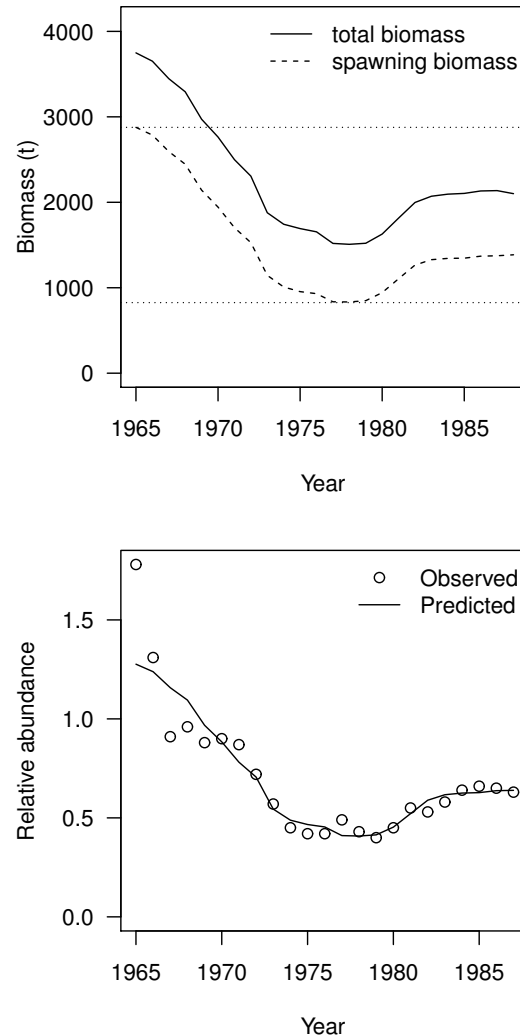 4000
3000
2000
1000
0
Biomass (t)
total biomass
spawning biomass
1965 1970 1975 1980 1985
Year
1.5
1.0
0.5
0.0
Relative abundance
Observed
Predicted
1965 1970 1975 1980 1985
Year